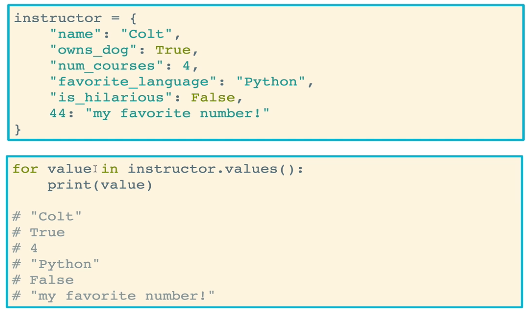 instructor = {
    "name": "Colt",
    "owns_dog": True,
    "num_courses": 4,
    "favorite_language": "Python",
    "is_hilarious": False,
    44: "my favorite number!"
}
for value in instructor.values():
    print(value)
# "Colt"
# True
# 4
# "Python"
# False
# "my favorite number!"